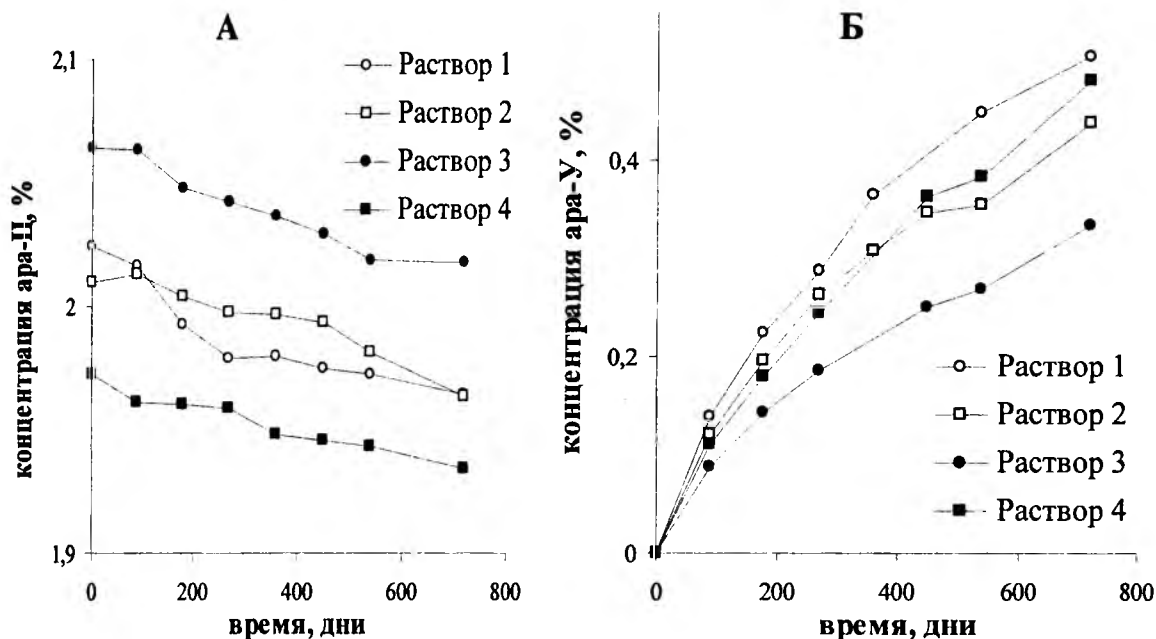 А
2,1
2
1,9
концентрация ара-Ц, %
Раствор 1
Раствор 2
Раствор 3
Раствор 4
0
200
400
600
800
время, дни
Б
0,4
0,2
0
концентрация ара-У, %
Раствор 1
Раствор 2
Раствор 3
Раствор 4
0
200
400
600
800
время, дни